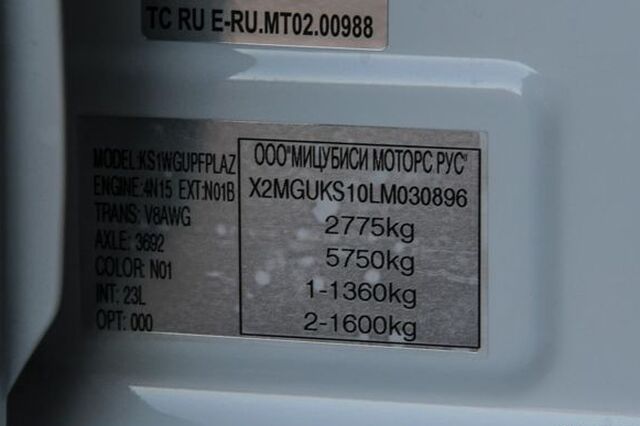 TC RU E-RU.MT02.00988
MODEL:KS1WGUPFPLAZ
ENGINE:4N15 EXT:N01B
TRANS: V8AWG
AXLE: 3692
COLOR: N01
INT: 23L
OPT: 000
ООО"МИЦУБИСИ МОТОРС РУС"
X2MGUKS10LM030896
2775kg
5750kg
1-1360kg
2-1600kg